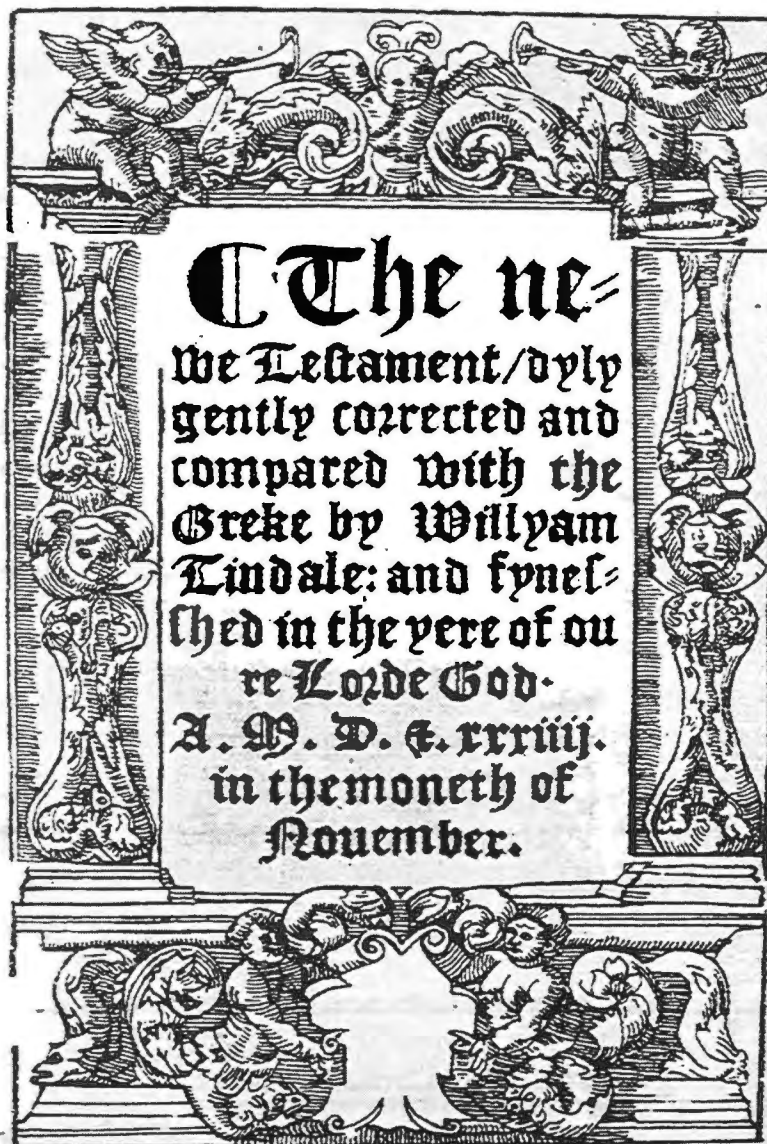 ¶ The ne⸗
we Testament/dyly
gently corrected and
compared with the
Greke by Willyam
Tindale: and fynes⸗
shed in the yere of ou
re Lorde God.
A. M. D. & xxxiiij.
in the moneth of
Nouember.